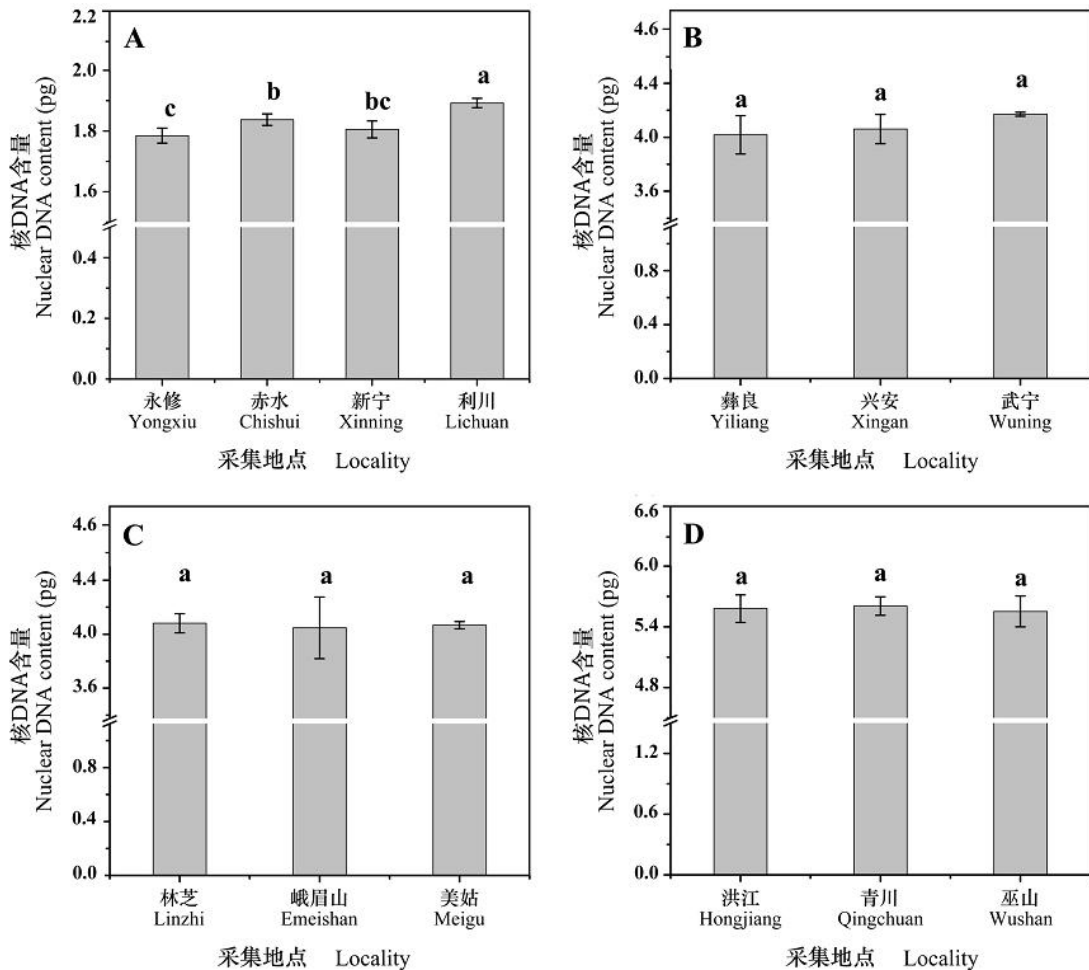 A
核DNA含量
Nuclear DNA content (pg)
2.2
2.0
1.8
1.6
0.4
0.2
0.0
c
b
bc
a
永修
Yongxiu
赤水
Chishui
新宁
Xinning
利川
Lichuan
采集地点 Locality
B
核DNA含量
Nuclear DNA content (pg)
4.6
4.4
4.0
3.6
0.8
0.4
0.0
a
a
a
彝良
Yiliang
兴安
Xingan
武宁
Wuning
采集地点 Locality
C
核DNA含量
Nuclear DNA content (pg)
4.6
4.4
4.0
3.6
0.8
0.4
0.0
a
a
a
林芝
Linzhi
峨眉山
Emeishan
美姑
Meigu
采集地点 Locality
D
核DNA含量
Nuclear DNA content (pg)
6.6
6.0
5.4
4.8
1.2
0.6
0.0
a
a
a
洪江
Hongjiang
青川
Qingchuan
巫山
Wushan
采集地点 Locality